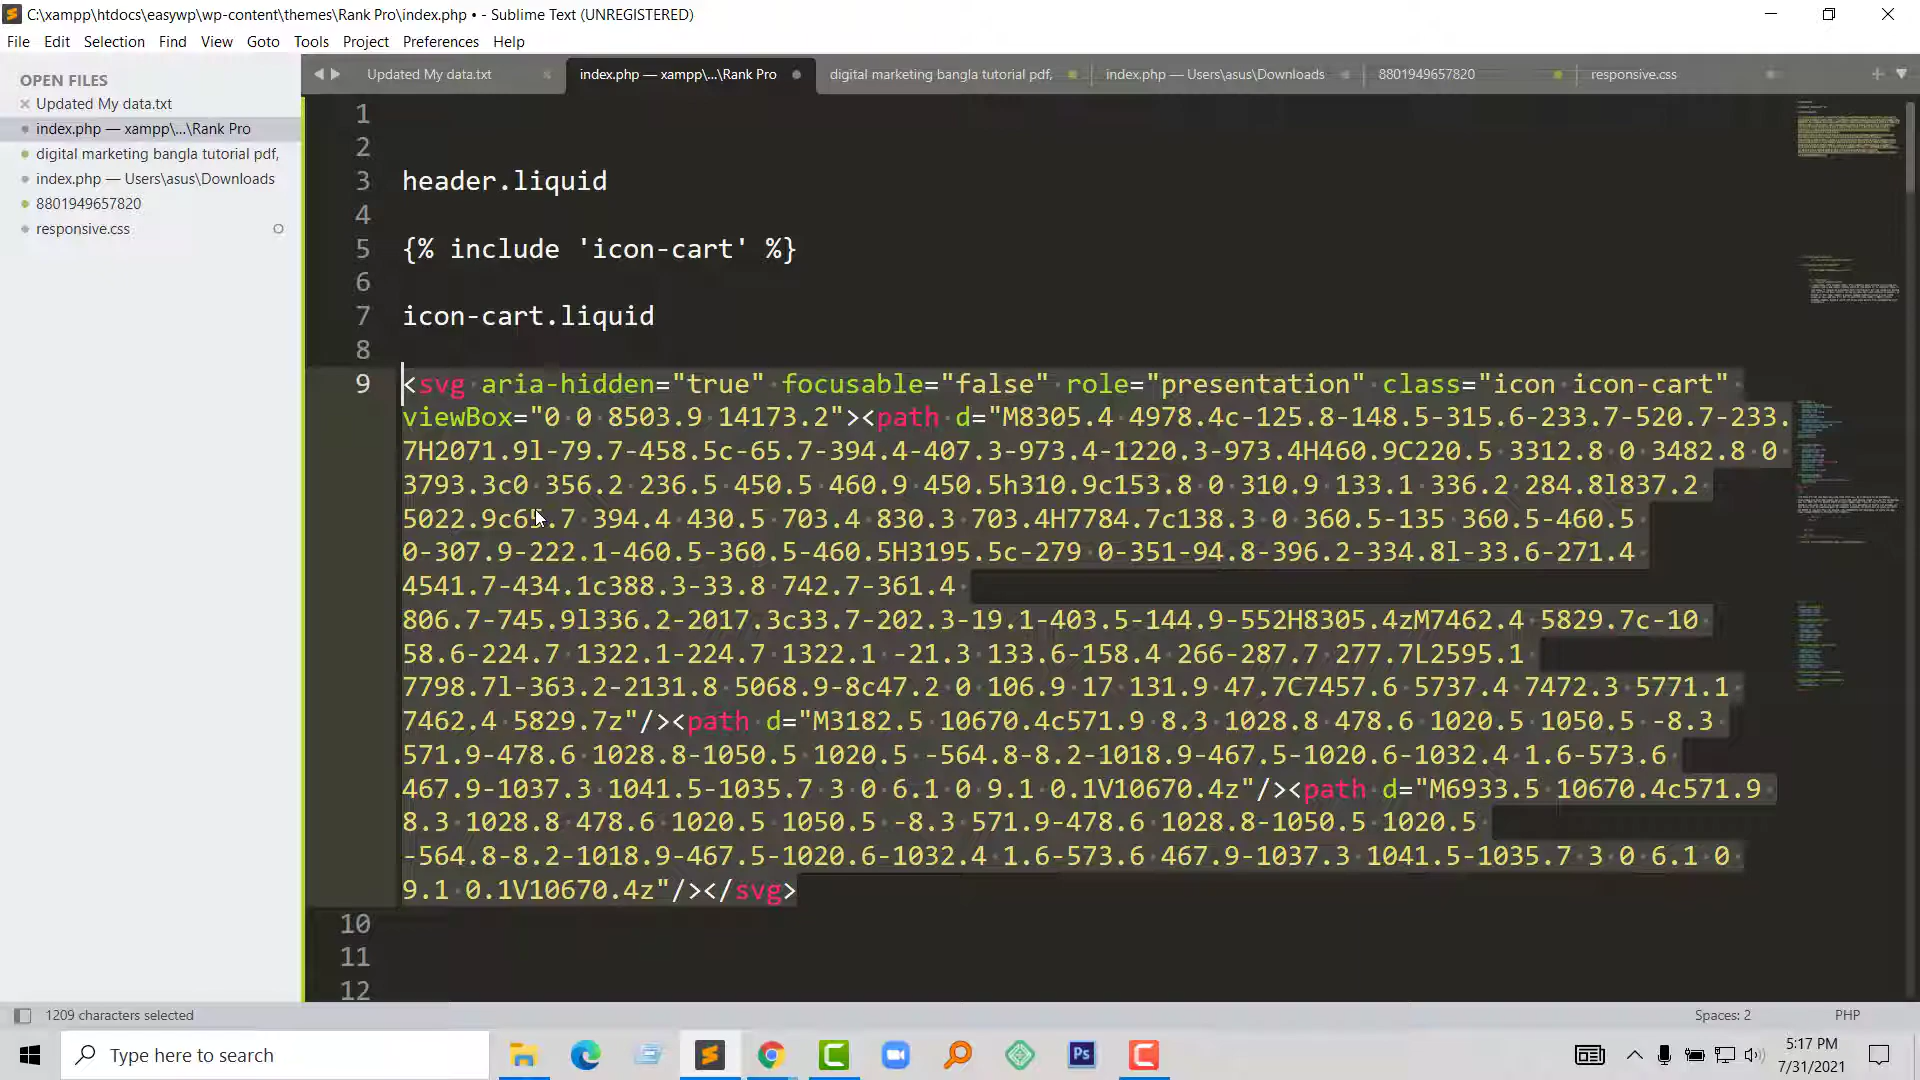 C:\xampp\htdocs\easywp\wp-content\themes\Rank Pro\index.php • - Sublime Text (UNREGISTERED)
File Edit Selection Find View Goto Tools Project Preferences Help
OPEN FILES
Updated My data.txt
index.php — xampp\...\Rank Pro
digital marketing bangla tutorial pdf,
index.php — Users\asus\Downloads
8801949657820
responsive.css
Updated My data.txt
index.php — xampp\...\Rank Pro
digital marketing bangla tutorial pdf,
index.php — Users\asus\Downloads
8801949657820
responsive.css
1
2
3 header.liquid
4
5 {% include 'icon-cart' %}
6
7 icon-cart.liquid
8
9 <svg aria-hidden="true" focusable="false" role="presentation" class="icon icon-cart"
viewBox="0 0 8503.9 14173.2"><path d="M8305.4 4978.4c-125.8-148.5-315.6-233.7-520.7-233.
7H2071.9l-79.7-458.5c-65.7-394.4-407.3-973.4-1220.3-973.4H460.9C220.5 3312.8 0 3482.8 0
3793.3c0 356.2 236.5 450.5 460.9 450.5h310.9c153.8 0 310.9 133.1 336.2 284.8l837.2
5022.9c65.7 394.4 430.5 703.4 830.3 703.4H7784.7c138.3 0 360.5-135 360.5-460.5
0-307.9-222.1-460.5-360.5-460.5H3195.5c-279 0-351-94.8-396.2-334.8l-33.6-271.4
4541.7-434.1c388.3-33.8 742.7-361.4
806.7-745.9l336.2-2017.3c33.7-202.3-19.1-403.5-144.9-552H8305.4zM7462.4 5829.7c-10
58.6-224.7 1322.1-224.7 1322.1 -21.3 133.6-158.4 266-287.7 277.7L2595.1
7798.7l-363.2-2131.8 5068.9-8c47.2 0 106.9 17 131.9 47.7C7457.6 5737.4 7472.3 5771.1
7462.4 5829.7z"/><path d="M3182.5 10670.4c571.9 8.3 1028.8 478.6 1020.5 1050.5 -8.3
571.9-478.6 1028.8-1050.5 1020.5 -564.8-8.2-1018.9-467.5-1020.6-1032.4 1.6-573.6
467.9-1037.3 1041.5-1035.7 3 0 6.1 0 9.1 0.1V10670.4z"/><path d="M6933.5 10670.4c571.9
8.3 1028.8 478.6 1020.5 1050.5 -8.3 571.9-478.6 1028.8-1050.5 1020.5
-564.8-8.2-1018.9-467.5-1020.6-1032.4 1.6-573.6 467.9-1037.3 1041.5-1035.7 3 0 6.1 0
9.1 0.1V10670.4z"/></svg>
10
11
12
1209 characters selected
Spaces: 2
PHP
Type here to search
Ps
5:17 PM
7/31/2021